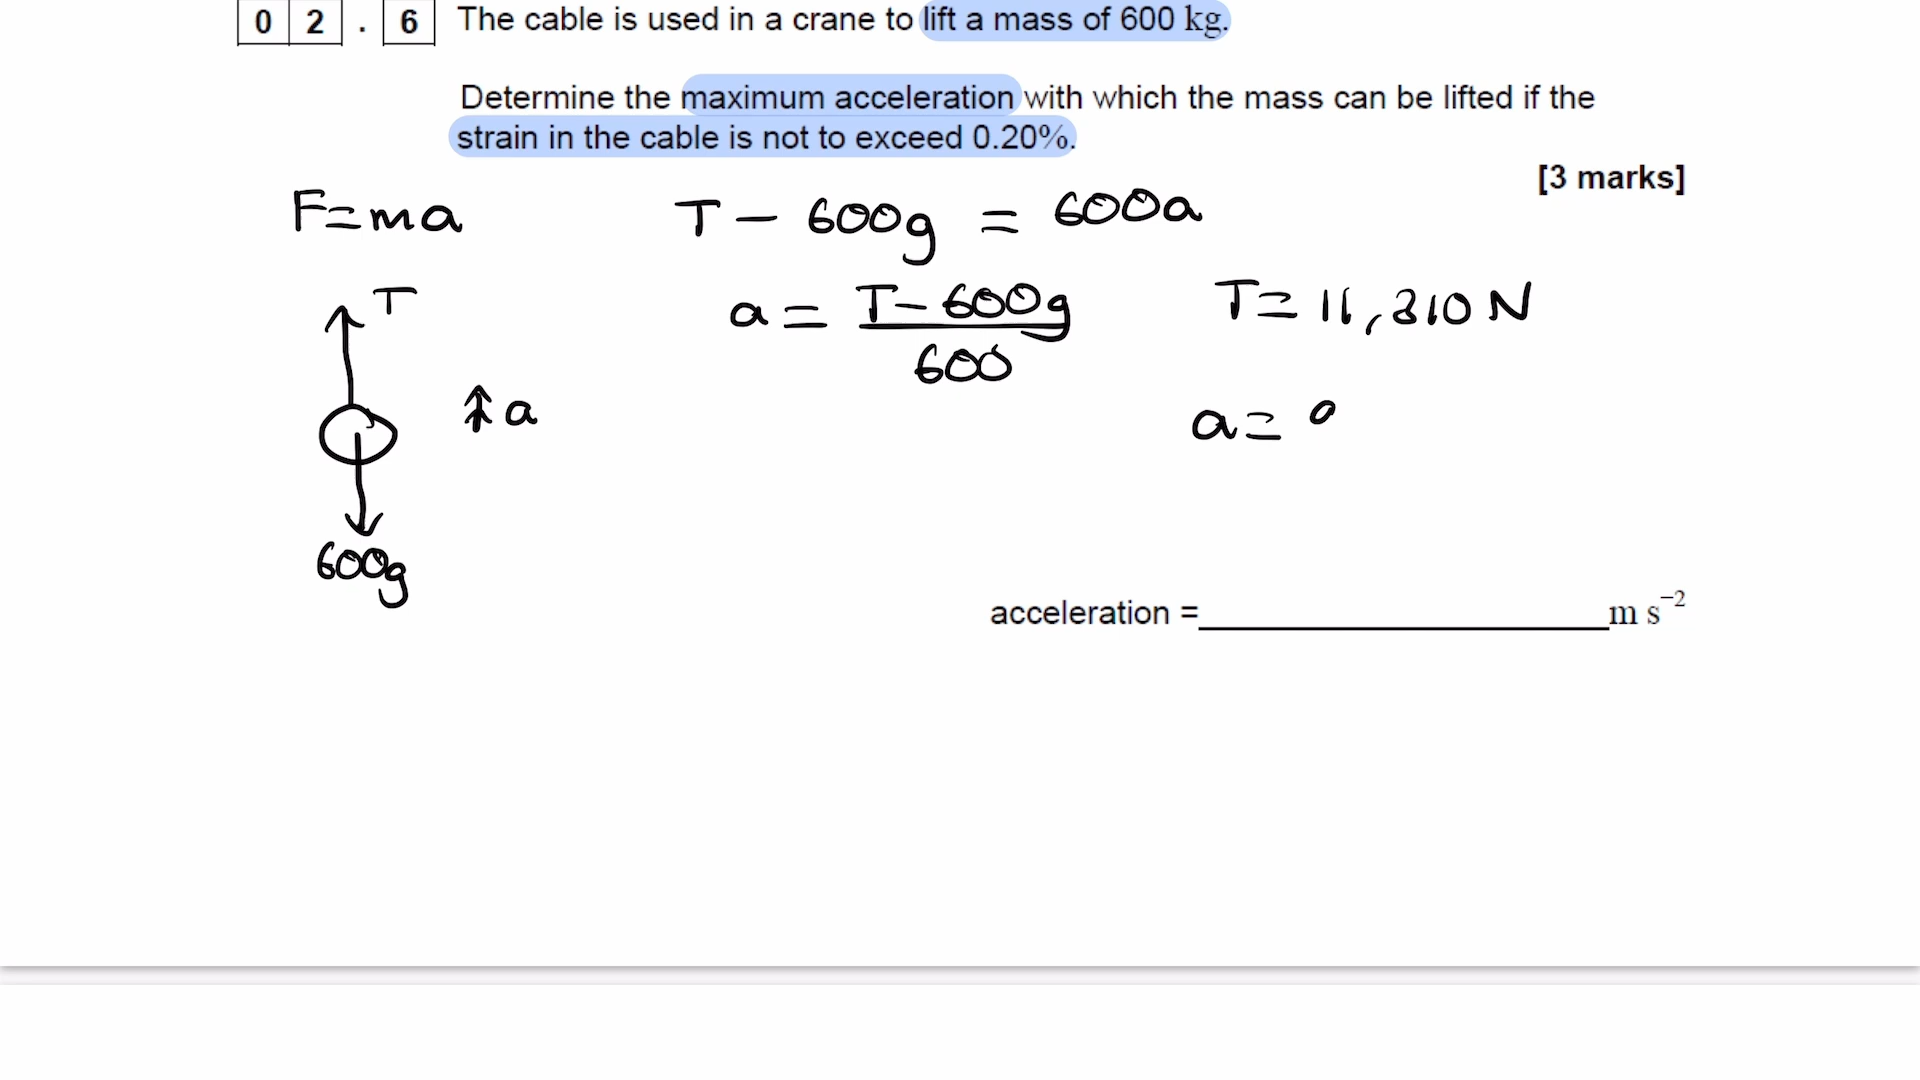 0 2 . 6 The cable is used in a crane to lift a mass of 600 kg.
Determine the maximum acceleration with which the mass can be lifted if the
strain in the cable is not to exceed 0.20%.
[3 marks]
F=ma T - 600g = 600a
T
a = T-600g / 600 T= 11,310 N
a
a=
600g
acceleration = m s⁻²